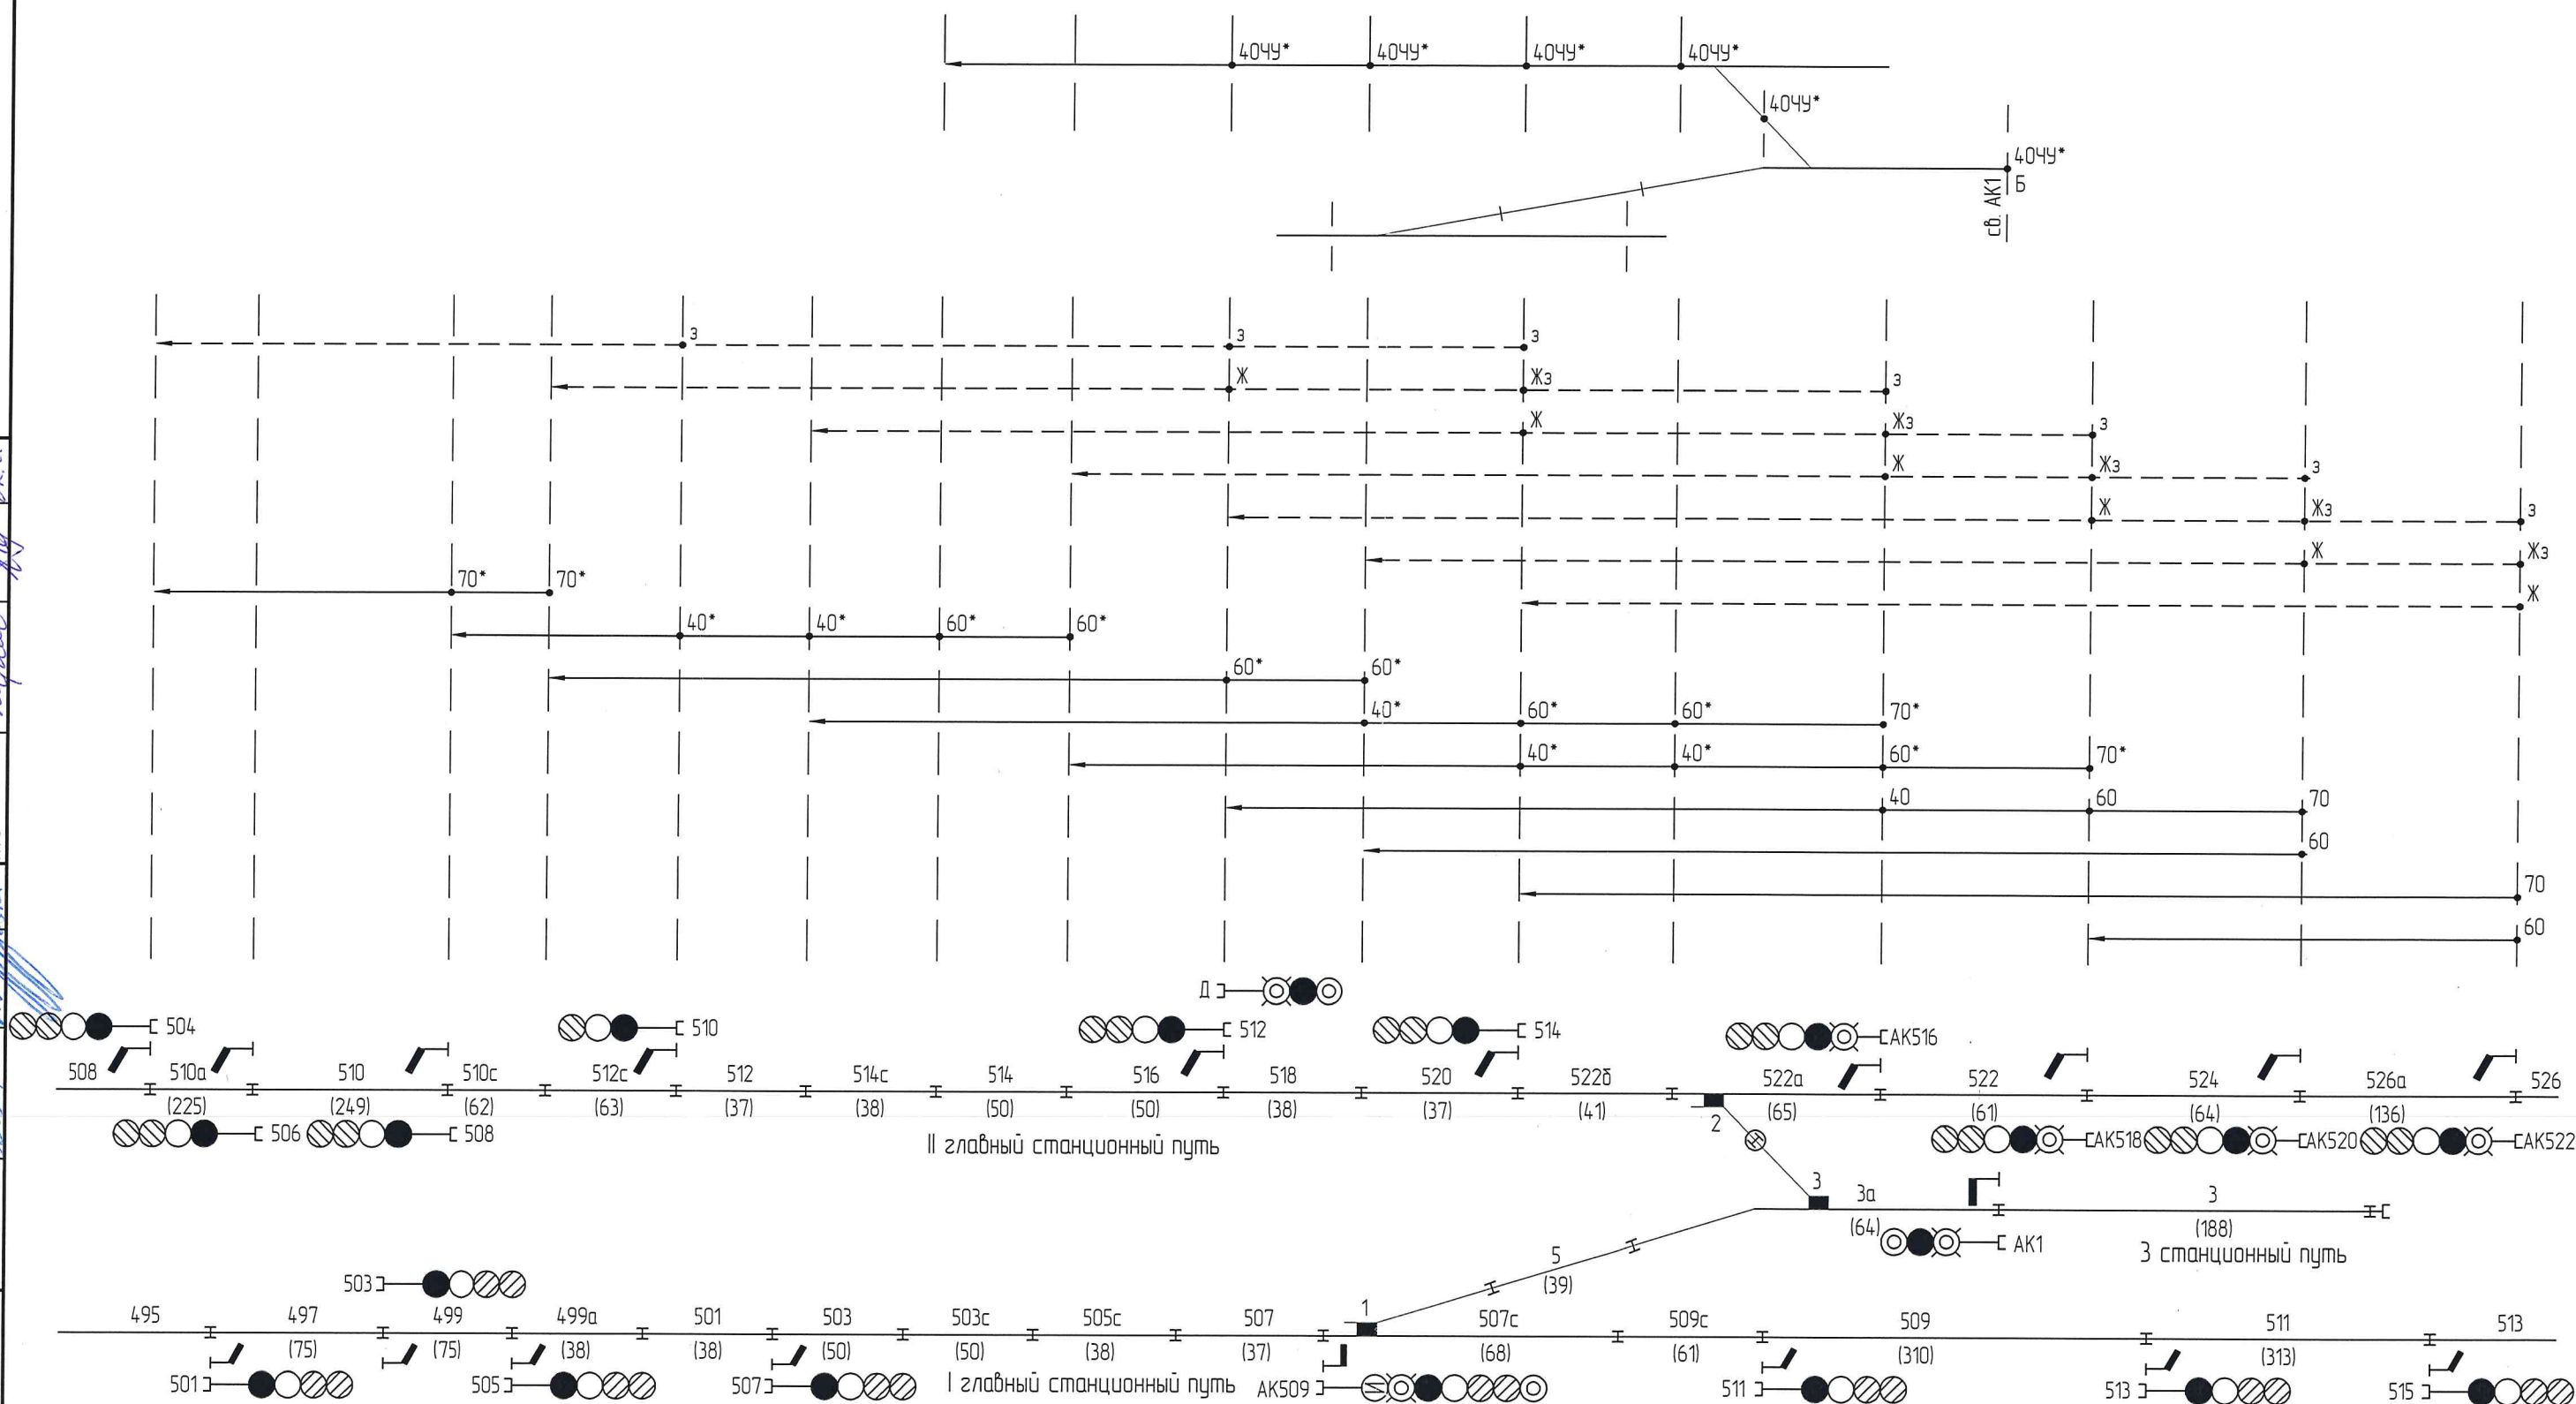 40ЧУ* 40ЧУ* 40ЧУ* 40ЧУ*
40ЧУ*
40ЧУ*
св. АК1 Б
З З З
Ж Жз З
Ж Жз З
Ж Жз З
Ж Жз З
Ж Жз
Ж
70* 70*
40* 40* 60* 60*
60* 60*
40* 60* 60* 70*
40* 40* 60* 70*
40 60 70
60
70
60
Д
504 510 512 514 АК516
508 510а 510 510с 512с 512 514с 514 516 518 520 522б 522а 522 524 526а 526
(225) (249) (62) (63) (37) (38) (50) (50) (38) (37) (41) (65) (61) (64) (136)
506 508 2 АК518 АК520 АК522
II главный станционный путь
3 3а 3
(64) (188)
АК1
3 станционный путь
5
(39)
503
495 497 499 499а 501 503 503с 505с 507 1 507с 509с 509 511 513
(75) (75) (38) (38) (50) (50) (38) (37) (68) (61) (310) (313)
501 505 507 I главный станционный путь АК509 511 513 515